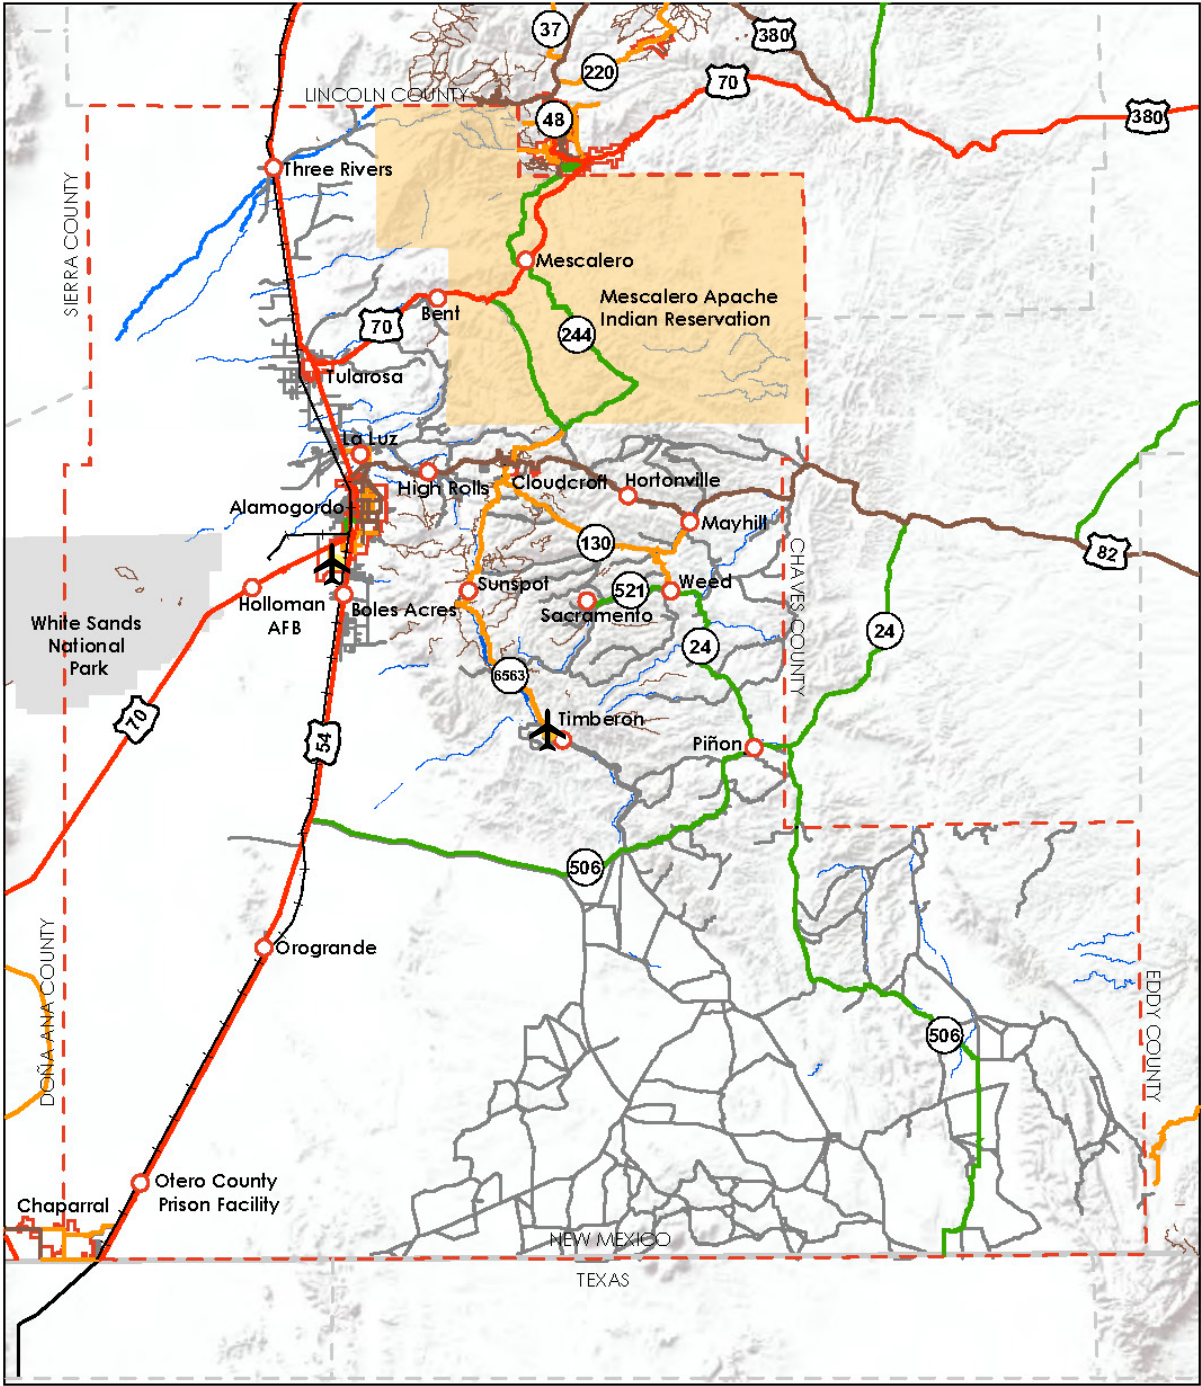 37
380
220
70
LINCOLN COUNTY
48
380
Three Rivers
SIERRA COUNTY
Mescalero
Mescalero Apache
Indian Reservation
Bent
70
244
Tularosa
La Luz
High Rolls
Cloudcroft
Hortonville
Alamogordo
Mayhill
130
82
CHAVES COUNTY
Sunspot
521
Weed
Holloman
AFB
Boles Acres
Sacramento
White Sands
National
Park
24
24
6563
70
54
Timberon
Piñon
506
DOÑA ANA COUNTY
Orogrande
EDDY COUNTY
506
Otero County
Prison Facility
Chaparral
NEW MEXICO
TEXAS